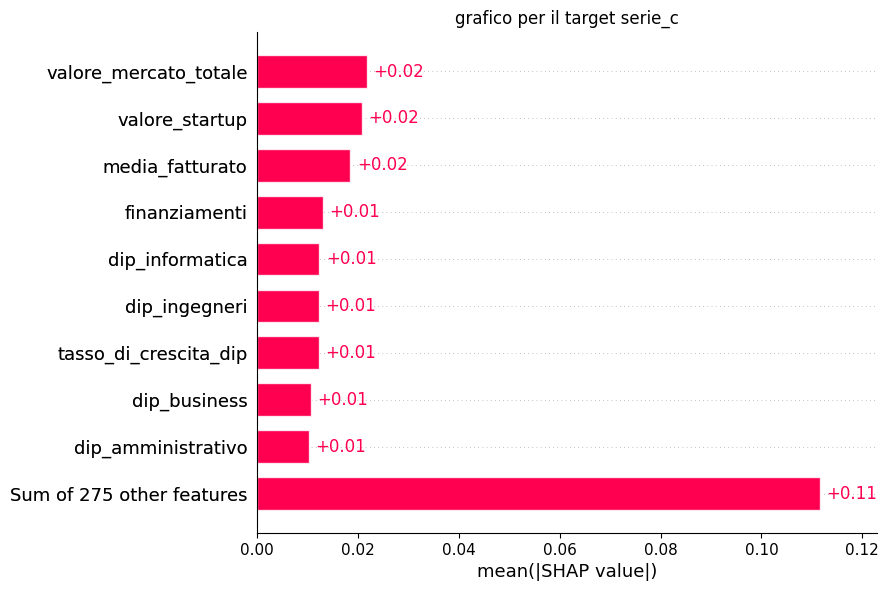 grafico per il target serie_c
valore_mercato_totale +0.02
valore_startup +0.02
media_fatturato +0.02
finanziamenti +0.01
dip_informatica +0.01
dip_ingegneri +0.01
tasso_di_crescita_dip +0.01
dip_business +0.01
dip_amministrativo +0.01
Sum of 275 other features +0.11
0.00 0.02 0.04 0.06 0.08 0.10 0.12
mean(|SHAP value|)